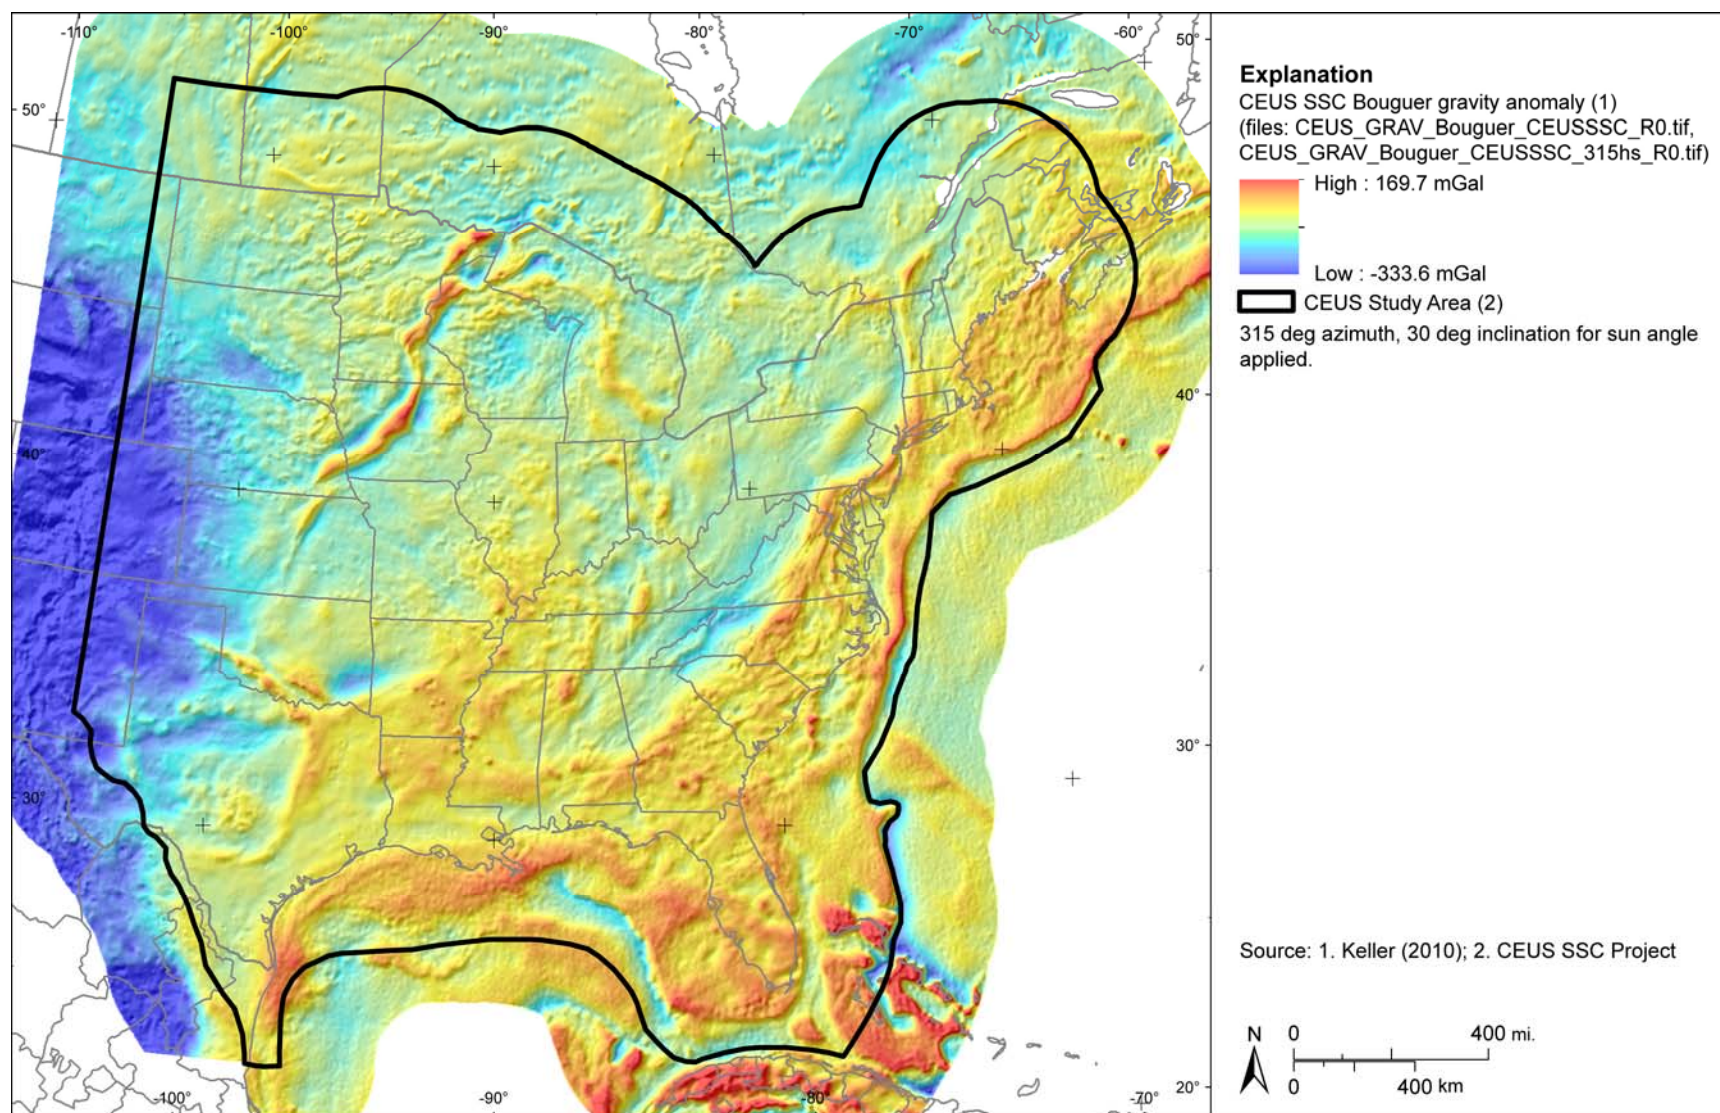 -110°
-100°
-90°
-70°
-60°
50°
50°
40°
40°
30°
30°
20°
-100°
-90°
-80°
-70°
Explanation
CEUS SSC Bouguer gravity anomaly (1)
(files: CEUS_GRAV_Bouguer_CEUSSSC_R0.tif,
CEUS_GRAV_Bouguer_CEUSSSC_315hs_R0.tif)
High : 169.7 mGal
Low : -333.6 mGal
CEUS Study Area (2)
315 deg azimuth, 30 deg inclination for sun angle
applied.
Source: 1. Keller (2010); 2. CEUS SSC Project
N
0 400 mi.
0 400 km